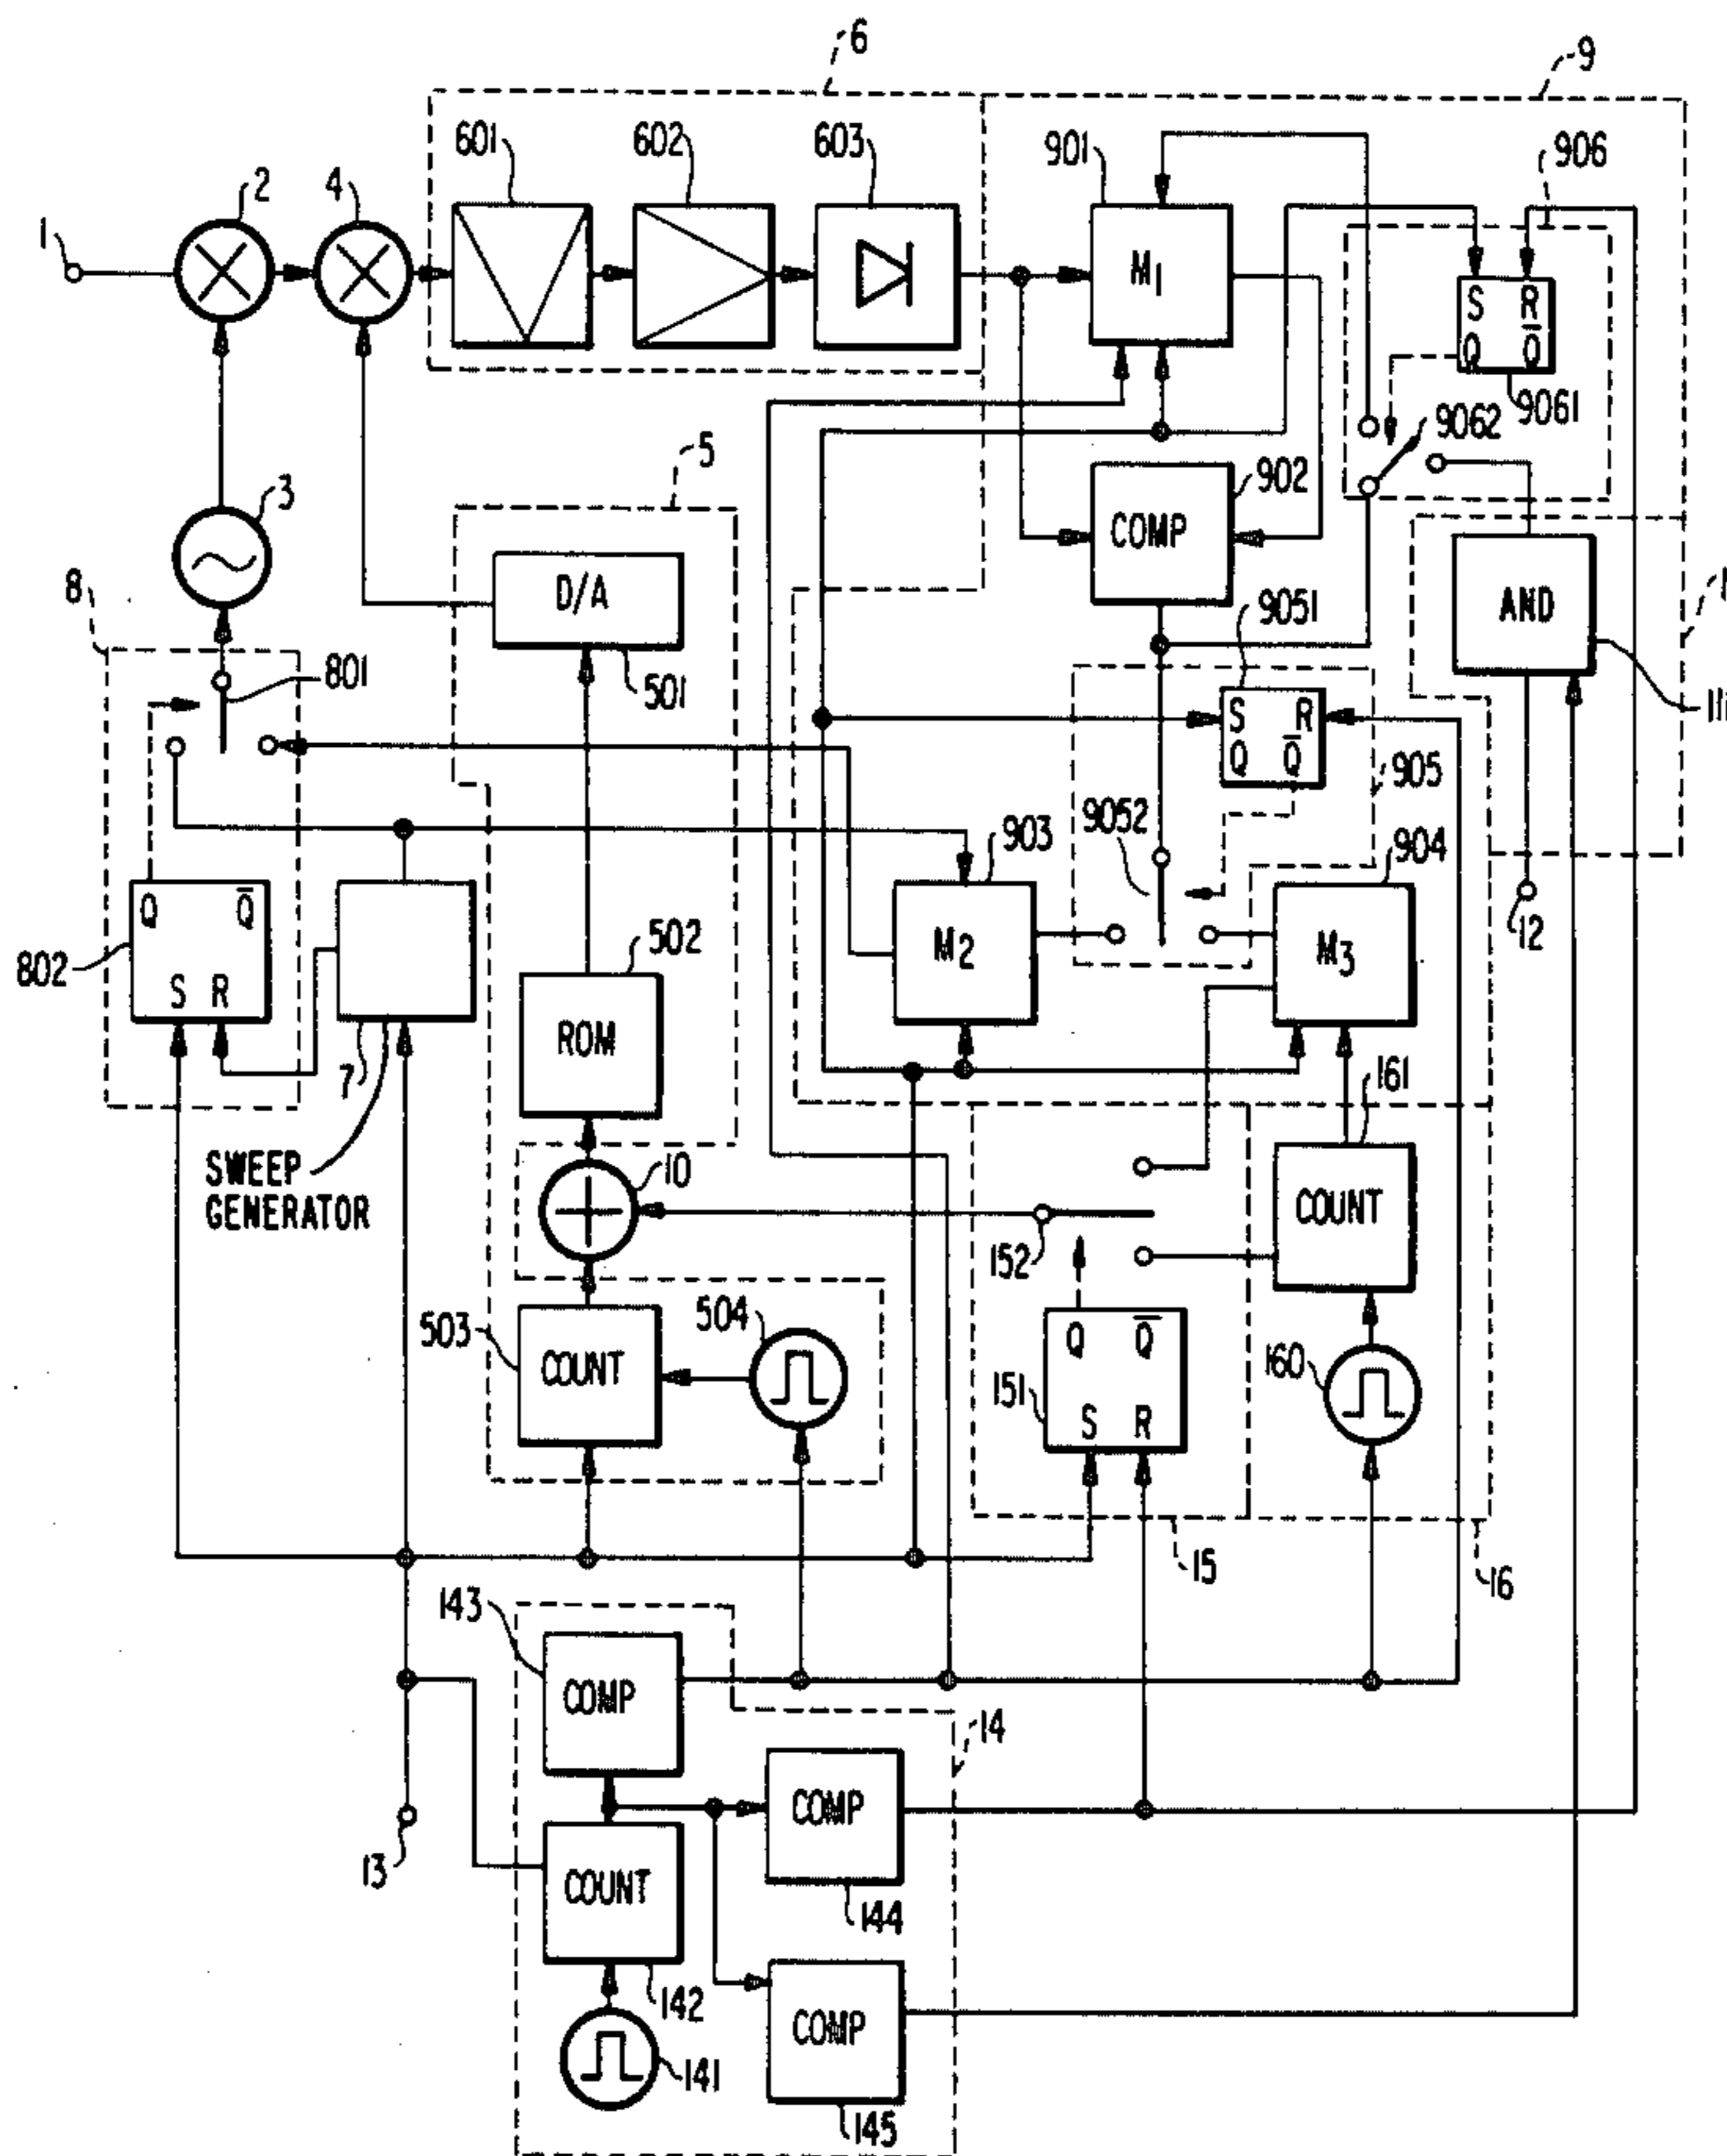 6
9
601
602
603
901
906
2
4
1
M1
S R
Q Q̅
9061
9062
5
902
3
COMP
D/A
8
9051
AND
801
501
S R
Q Q̅
905
9052
903
904
12
Q Q̅
802
S R
502
M2
M3
7
ROM
161
SWEEP
GENERATOR
10
COUNT
152
503
504
COUNT
Q Q̅
151
160
S R
15
16
143
COMP
14
COMP
13
COUNT
144
142
COMP
141
145